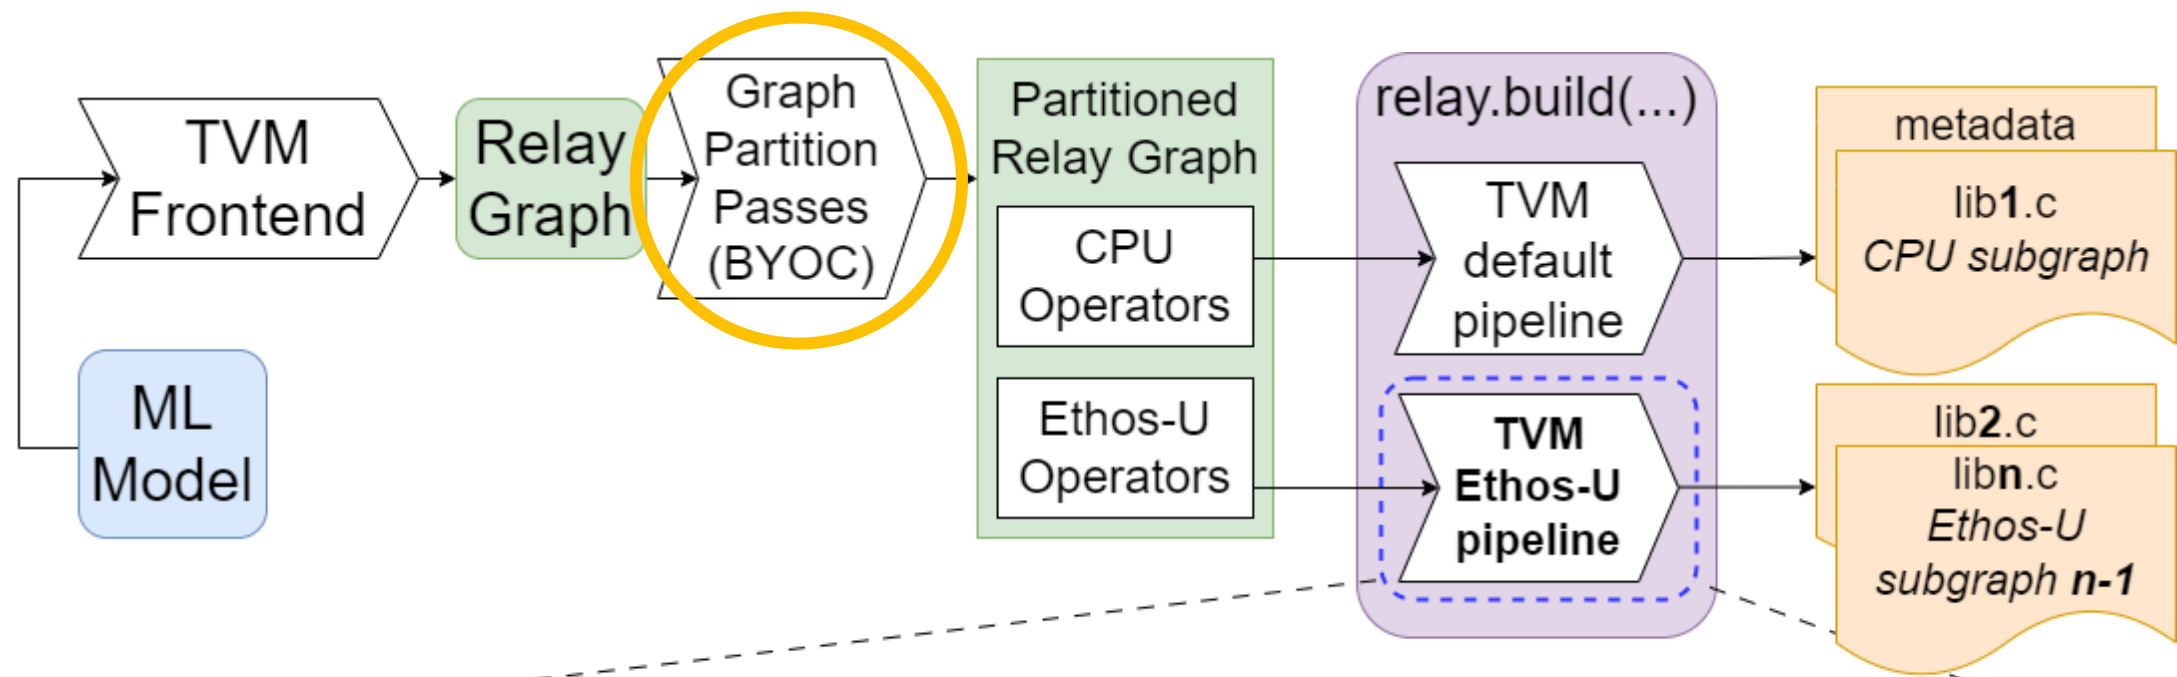 TVM
Frontend
ML
Model
Relay
Graph
Graph
Partition
Passes
(BYOC)
Partitioned
Relay Graph
CPU
Operators
Ethos-U
Operators
relay.build(...)
TVM
default
pipeline
TVM
Ethos-U
pipeline
metadata
lib1.c
CPU subgraph
lib2.c
libn.c
Ethos-U
subgraph n-1